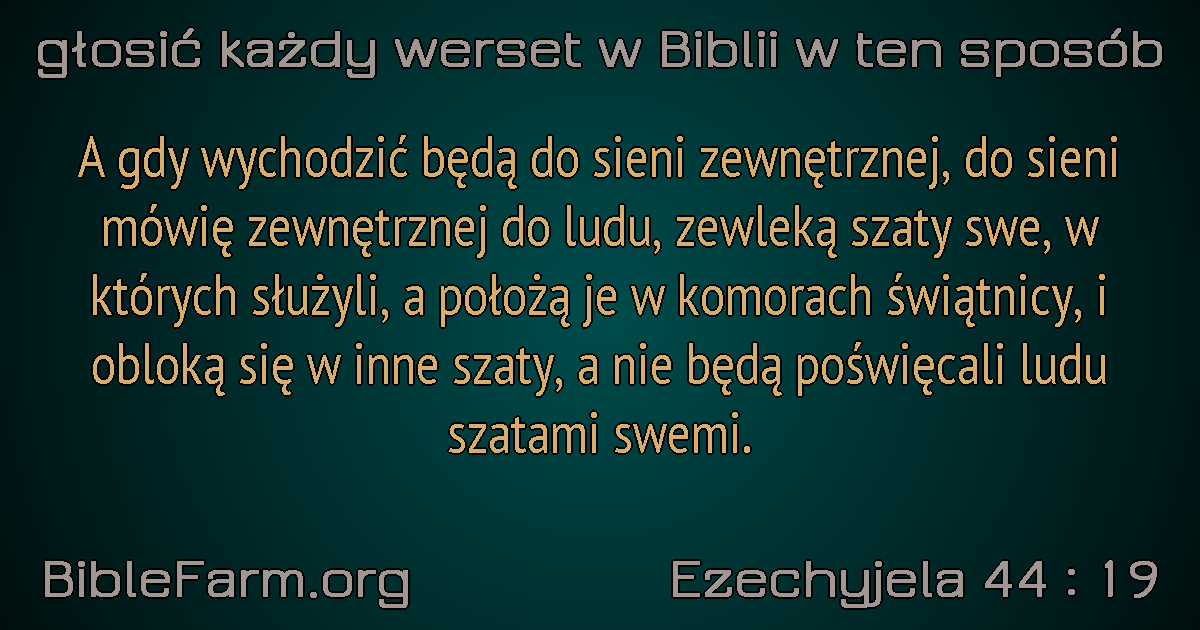 głosić każdy werset w Biblii w ten sposób
A gdy wychodzić będą do sieni zewnętrznej, do sieni
mówię zewnętrznej do ludu, zewleką szaty swe, w
których służyli, a położą je w komorach świątnicy, i
obloką się w inne szaty, a nie będą poświęcali ludu
szatami swemi.
BibleFarm.org
Ezechyjela 44 : 19